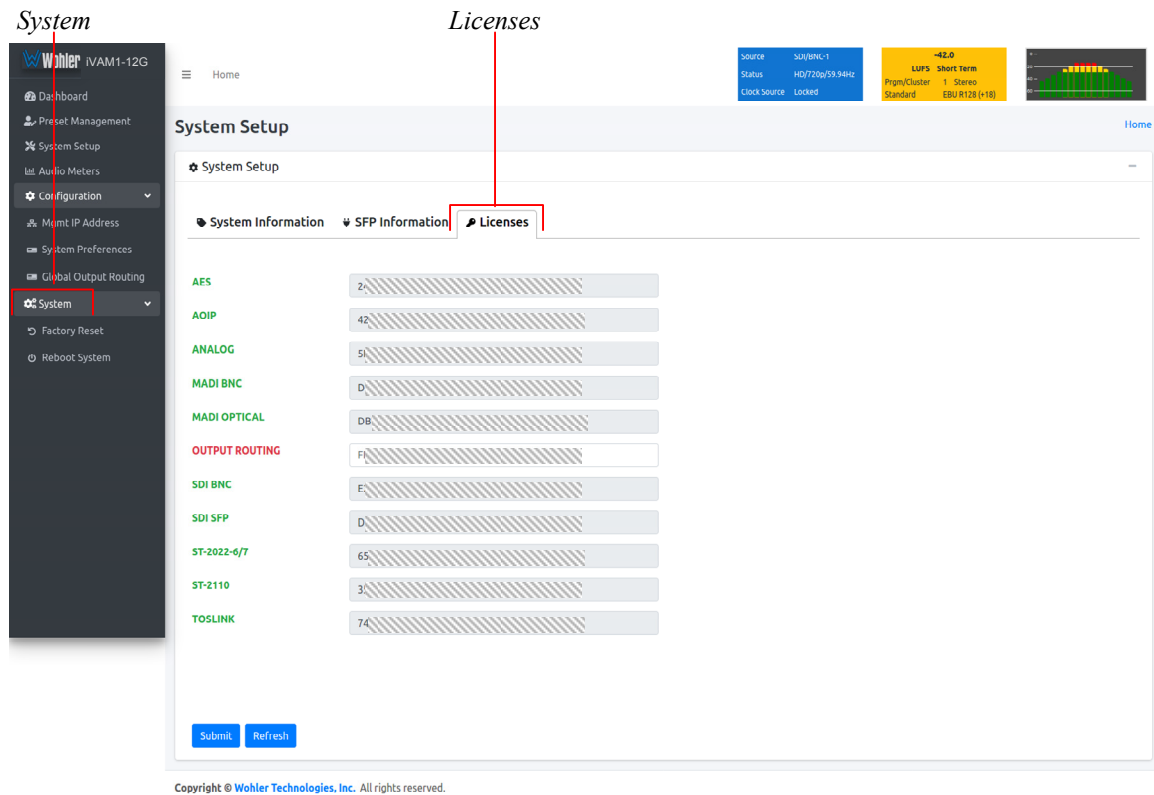 System
Licenses
Wohler iVAM1-12G
Dashboard
Preset Management
System Setup
Audio Meters
Configuration
Mgmt IP Address
System Preferences
Global Output Routing
System
Factory Reset
Reboot System
Home
Source SDI/BNC-1
Status HD/720p/59.94Hz
Clock Source Locked
-42.0
LUFS Short Term
Prgm/Cluster 1 Stereo
Standard EBU R128 (+18)
System Setup
Home
System Setup
System Information
SFP Information
Licenses
AES
AOIP 42
ANALOG
MADI BNC D
MADI OPTICAL DB
OUTPUT ROUTING
SDI BNC
SDI SFP D
ST-2022-6/7 65
ST-2110
TOSLINK 74
Submit Refresh
Copyright © Wohler Technologies, Inc. All rights reserved.